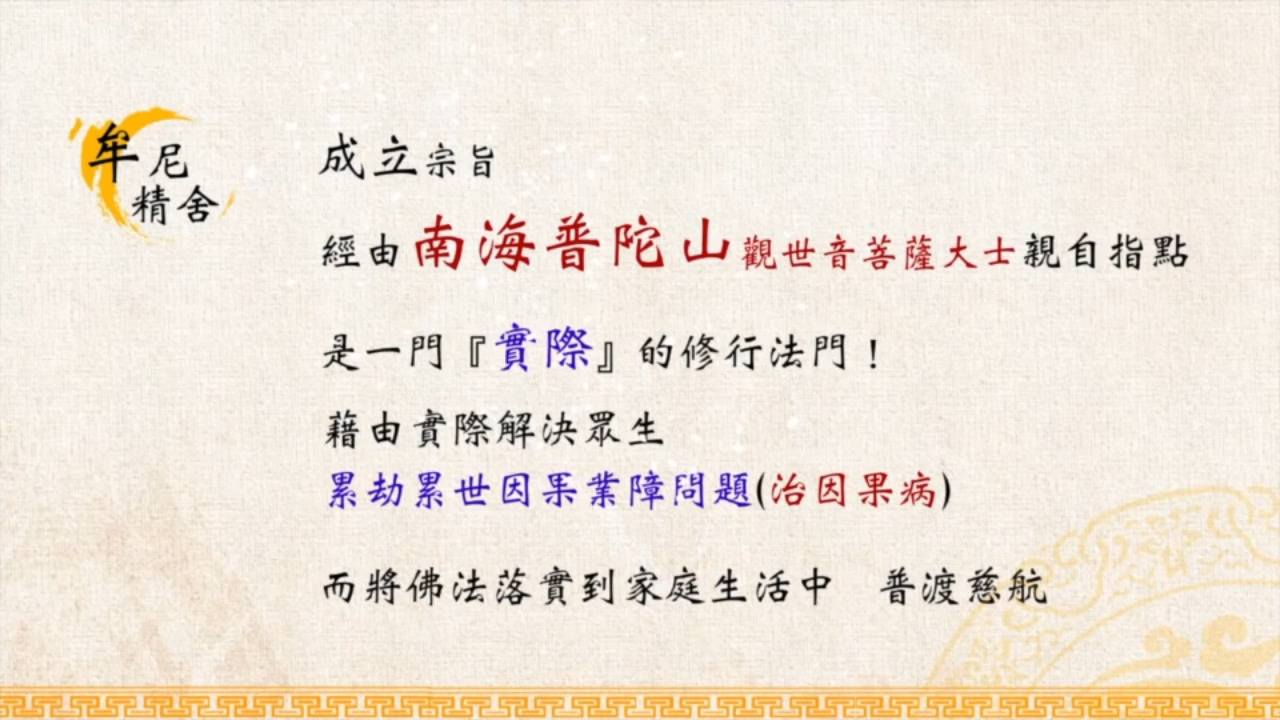 牟尼
精舍
成立宗旨
經由南海普陀山觀世音菩薩大士親自指點
是一門『實際』的修行法門！
藉由實際解決眾生
累劫累世因果業障問題(治因果病)
而將佛法落實到家庭生活中　普渡慈航